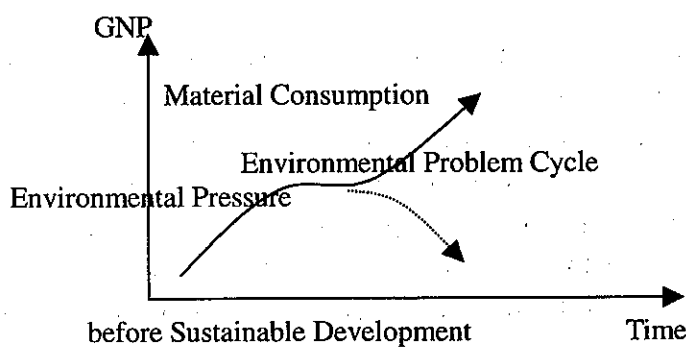 GNP
Material Consumption
Environmental Problem Cycle
Environmental Pressure
before Sustainable Development
Time